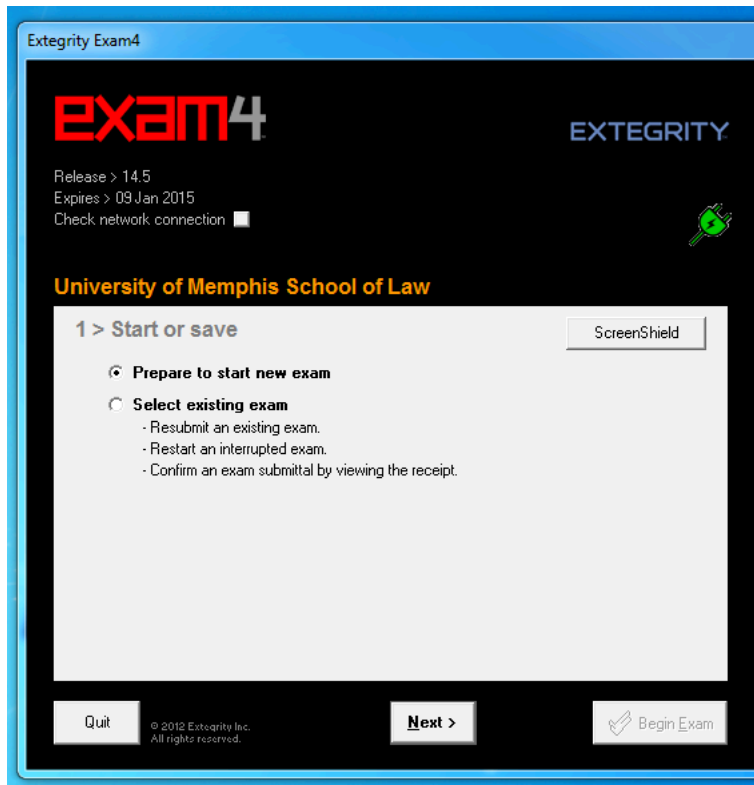 Extegrity Exam4
exam4
EXTEGRITY
Release > 14.5
Expires > 09 Jan 2015
Check network connection
University of Memphis School of Law
1 > Start or save
ScreenShield
Prepare to start new exam
Select existing exam
- Resubmit an existing exam.
- Restart an interrupted exam.
- Confirm an exam submittal by viewing the receipt.
Quit
© 2012 Extegrity Inc.
All rights reserved.
Next >
Begin Exam